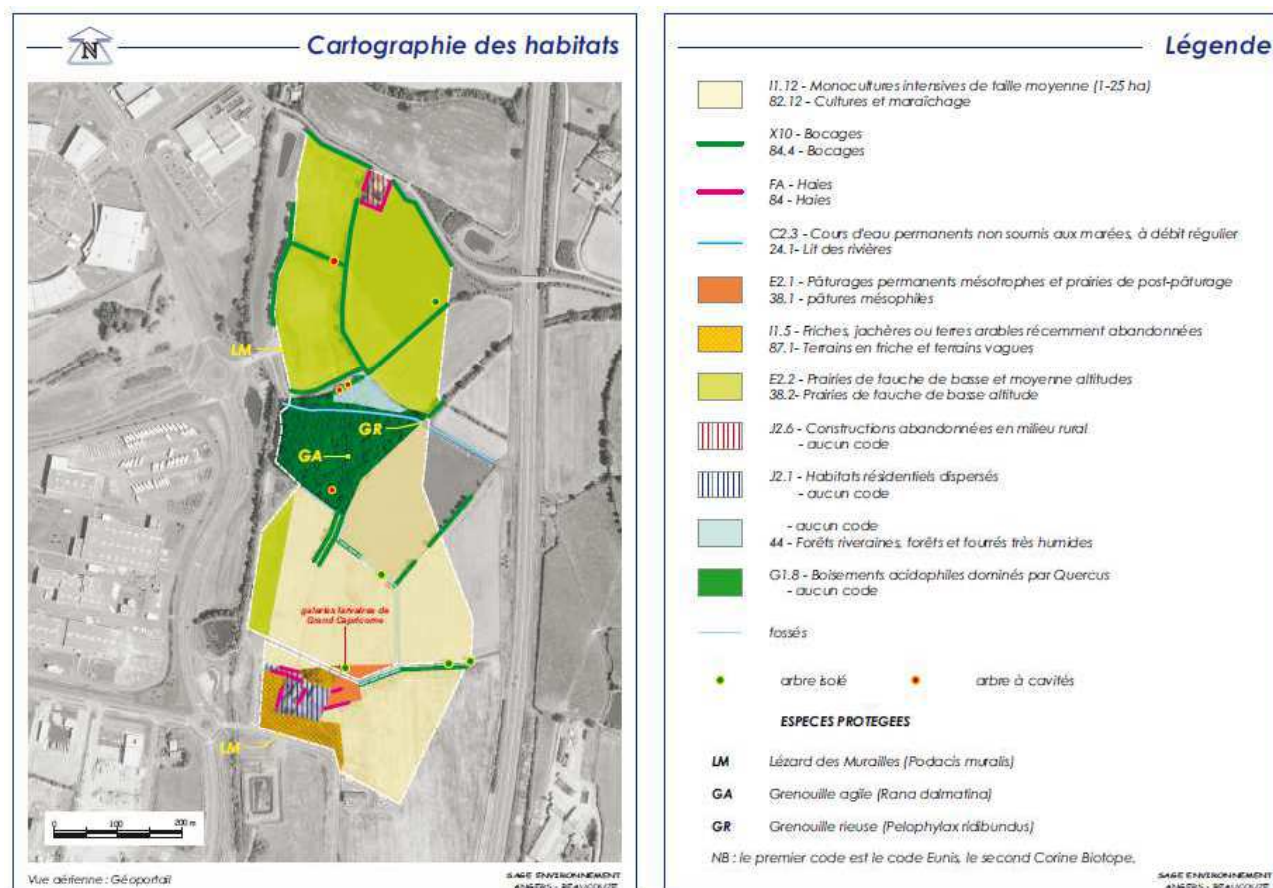 N
Cartographie des habitats
LM
GR
GA
galeries larvaires de
Grand Capricorne
LM
0 100 200 m
Vue aérienne : Géoportail
SAGE ENVIRONNEMENT
ANGERS - BEAUCOUZE
Légende
I1.12 - Monocultures intensives de taille moyenne (1-25 ha)
82.12 - Cultures et maraîchage
X10 - Bocages
84.4 - Bocages
FA - Haies
84 - Haies
C2.3 - Cours d'eau permanents non soumis aux marées, à débit régulier
24.1- Lit des rivières
E2.1 - Pâturages permanents mésotrophes et prairies de post-pâturage
38.1 - pâtures mésophiles
I1.5 - Friches, jachères ou terres arables récemment abandonnées
87.1- Terrains en friche et terrains vagues
E2.2 - Prairies de fauche de basse et moyenne altitudes
38.2- Prairies de fauche de basse altitude
J2.6 - Constructions abandonnées en milieu rural
- aucun code
J2.1 - Habitats résidentiels dispersés
- aucun code
- aucun code
44 - Forêts riveraines, forêts et fourrés très humides
G1.8 - Boisements acidophiles dominés par Quercus
- aucun code
fossés
arbre isolé arbre à cavités
ESPECES PROTEGEES
LM Lézard des Murailles (Podacis muralis)
GA Grenouille agile (Rana dalmatina)
GR Grenouille rieuse (Pelophylax ridibundus)
NB : le premier code est le code Eunis, le second Corine Biotope.
SAGE ENVIRONNEMENT
ANGERS - BEAUCOUZE